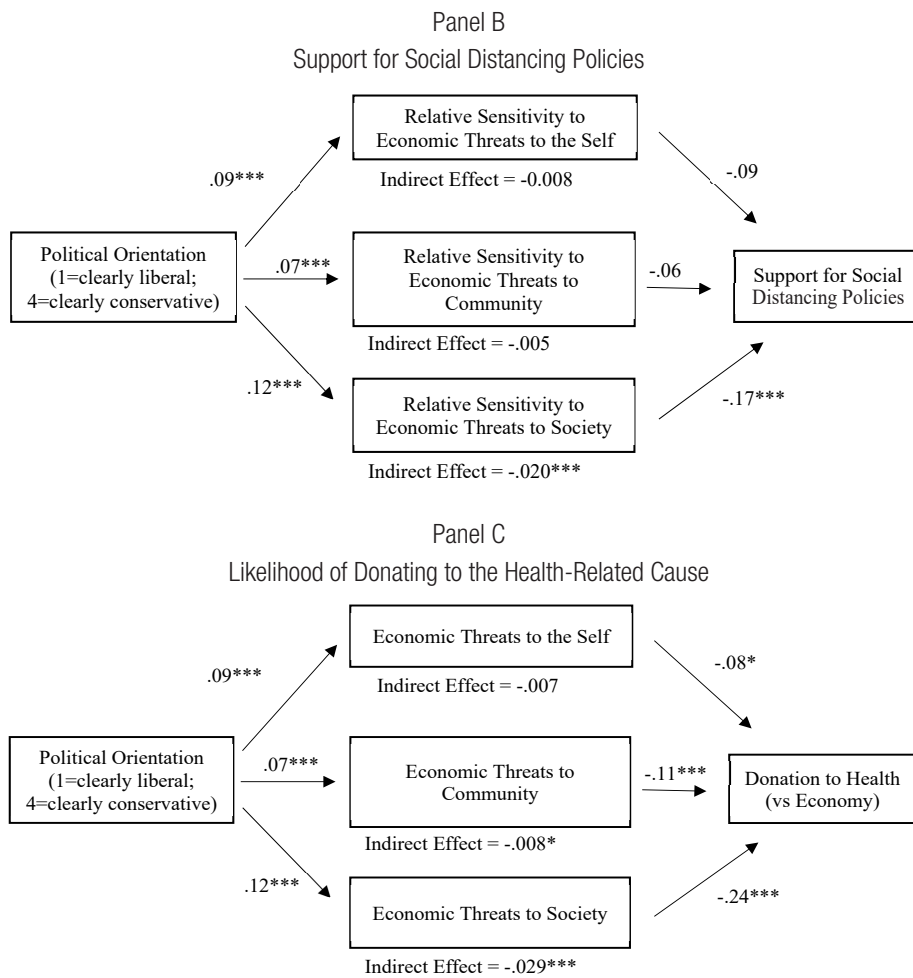 Panel B
Support for Social Distancing Policies
Relative Sensitivity to
Economic Threats to the Self
.09***
-.09
Indirect Effect = -0.008
Political Orientation
(1=clearly liberal;
4=clearly conservative)
.07***
Relative Sensitivity to
Economic Threats to
Community
-.06
Support for Social
Distancing Policies
Indirect Effect = -.005
.12***
-.17***
Relative Sensitivity to
Economic Threats to Society
Indirect Effect = -.020***
Panel C
Likelihood of Donating to the Health-Related Cause
Economic Threats to the Self
.09***
-.08*
Indirect Effect = -.007
Political Orientation
(1=clearly liberal;
4=clearly conservative)
.07***
Economic Threats to
Community
-.11***
Donation to Health
(vs Economy)
Indirect Effect = -.008*
.12***
-.24***
Economic Threats to Society
Indirect Effect = -.029***